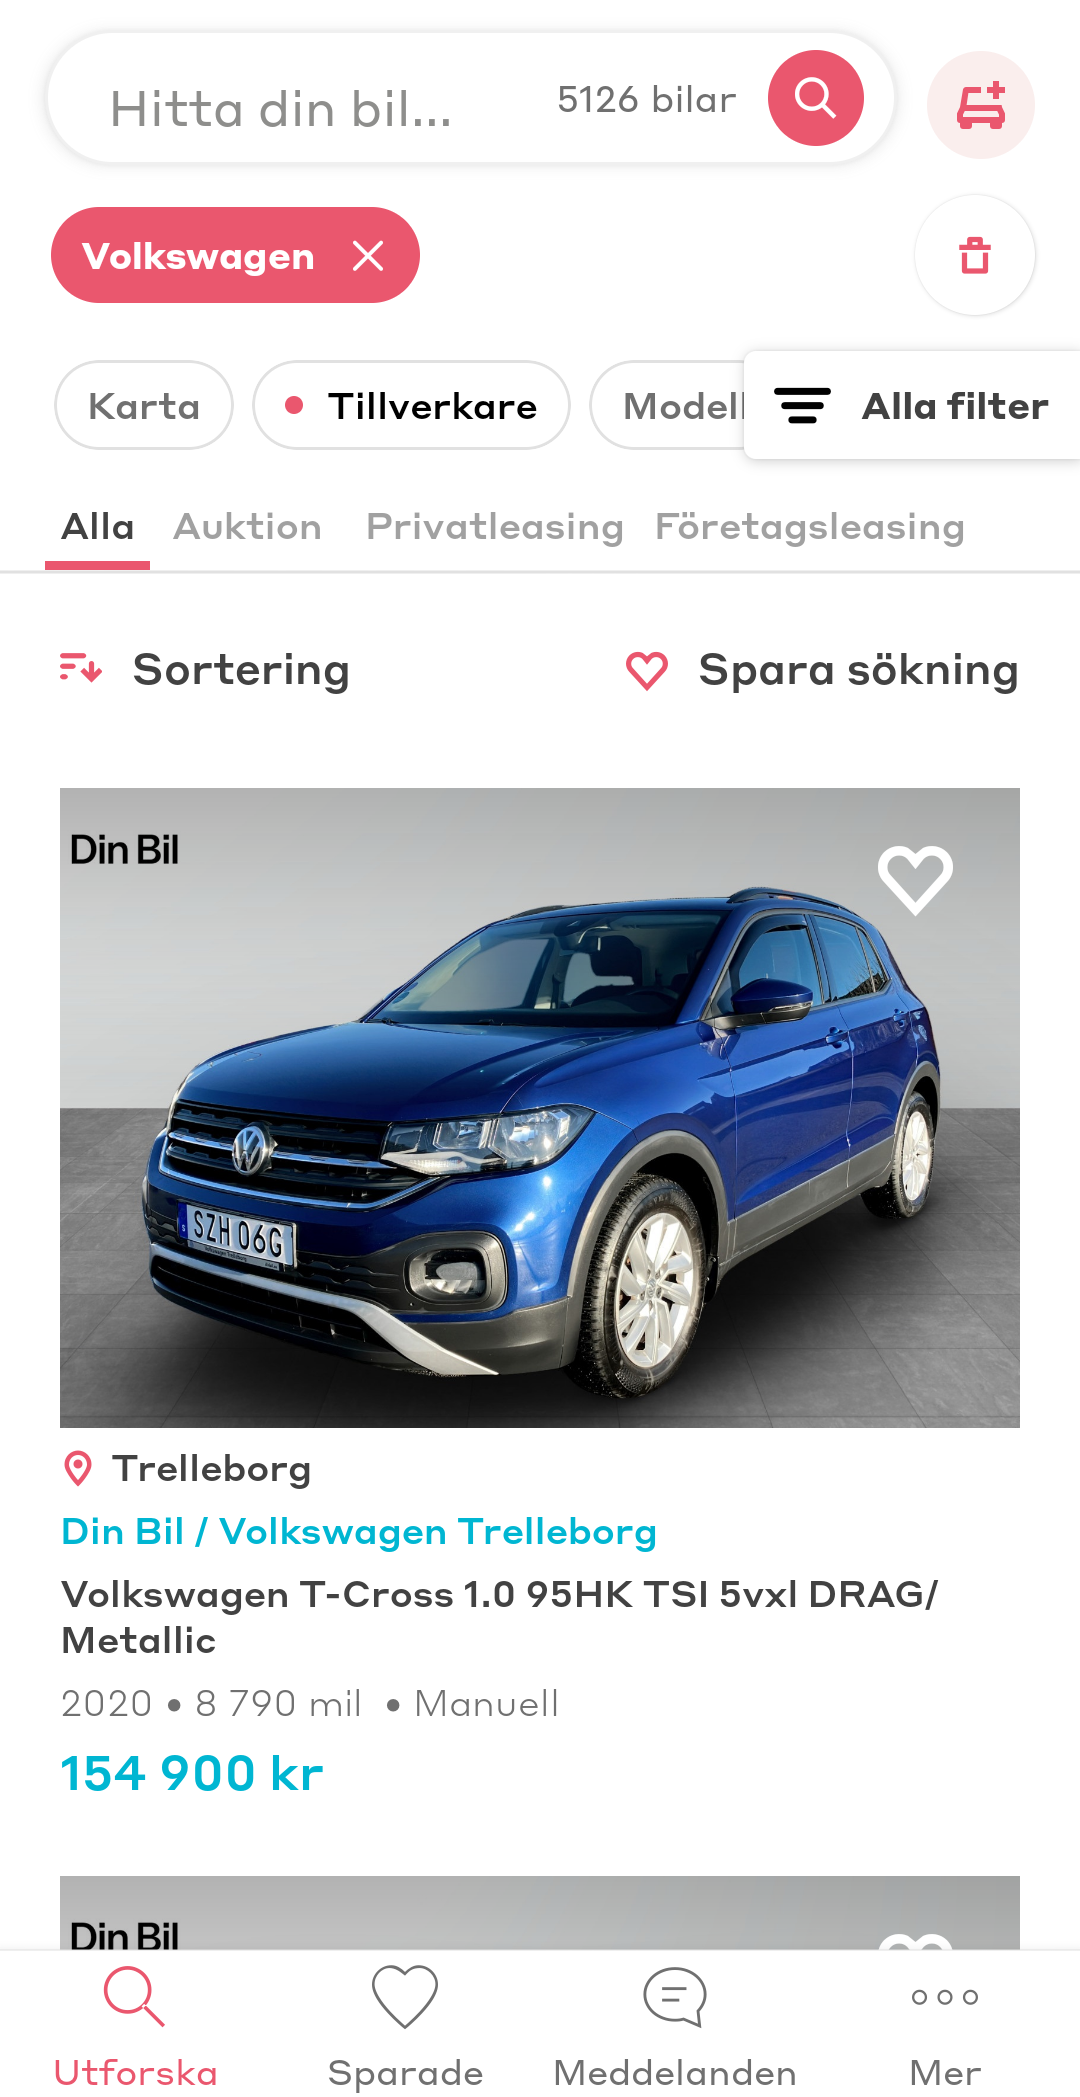 Hitta din bil...
5126 bilar
Volkswagen
Karta
Tillverkare
Modell
Alla filter
Alla
Auktion
Privatleasing
Företagsleasing
Sortering
Spara sökning
Din Bil
SZH 06G
Trelleborg
Din Bil / Volkswagen Trelleborg
Volkswagen T-Cross 1.0 95HK TSI 5vxl DRAG/
Metallic
2020 • 8 790 mil • Manuell
154 900 kr
Din Bil
Utforska
Sparade
Meddelanden
Mer